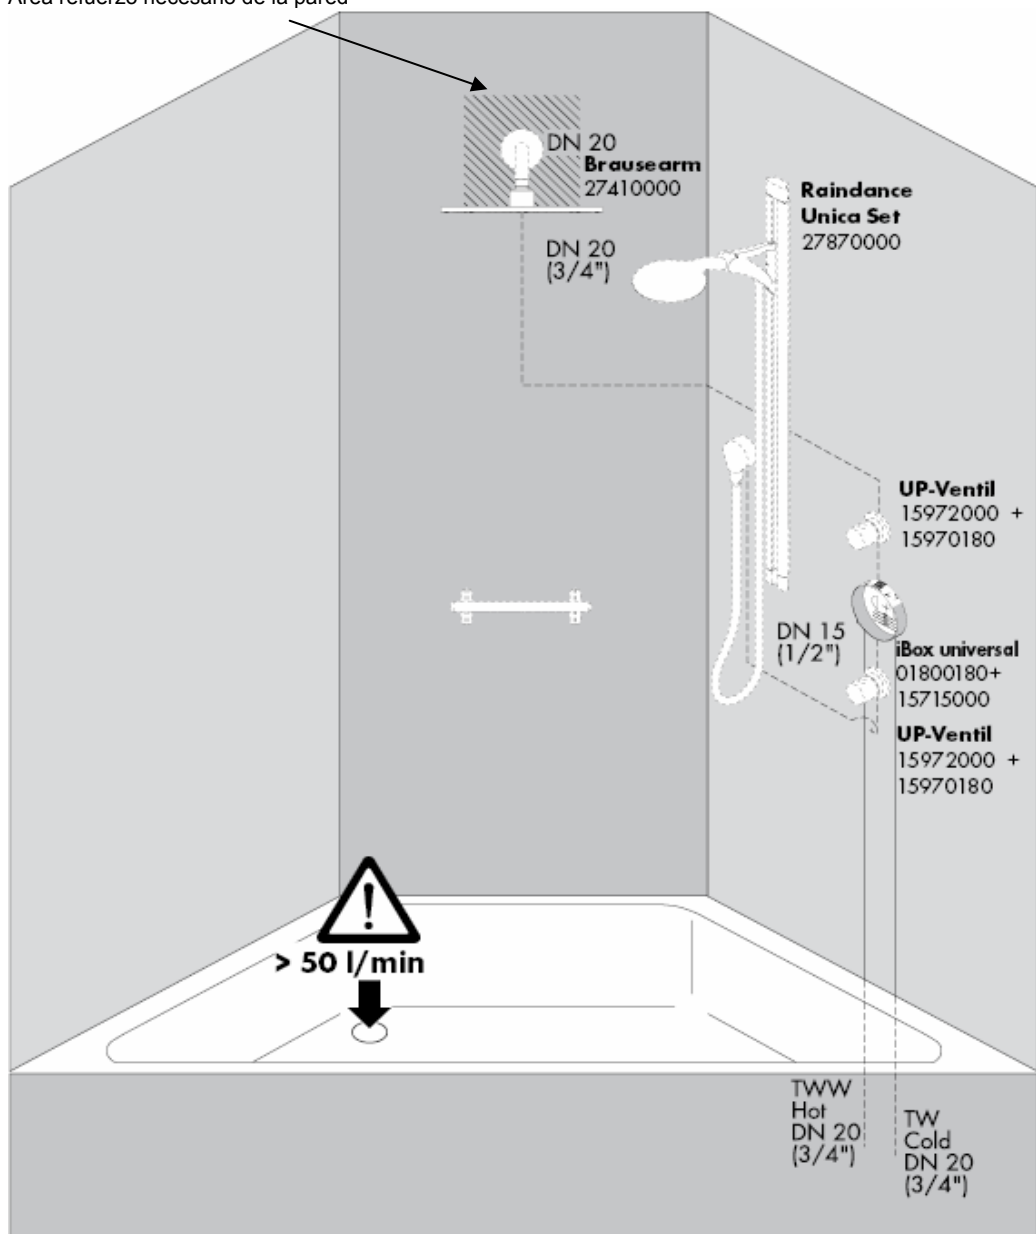 Área refuerzo necesario de la pared
DN 20
Brausearm
27410000
Raindance
Unica Set
27870000
DN 20
(3/4")
UP-Ventil
15972000 +
15970180
DN 15
(1/2")
iBox universal
01800180+
15715000
UP-Ventil
15972000 +
15970180
!
> 50 l/min
TWW
Hot
DN 20
(3/4")
TW
Cold
DN 20
(3/4")